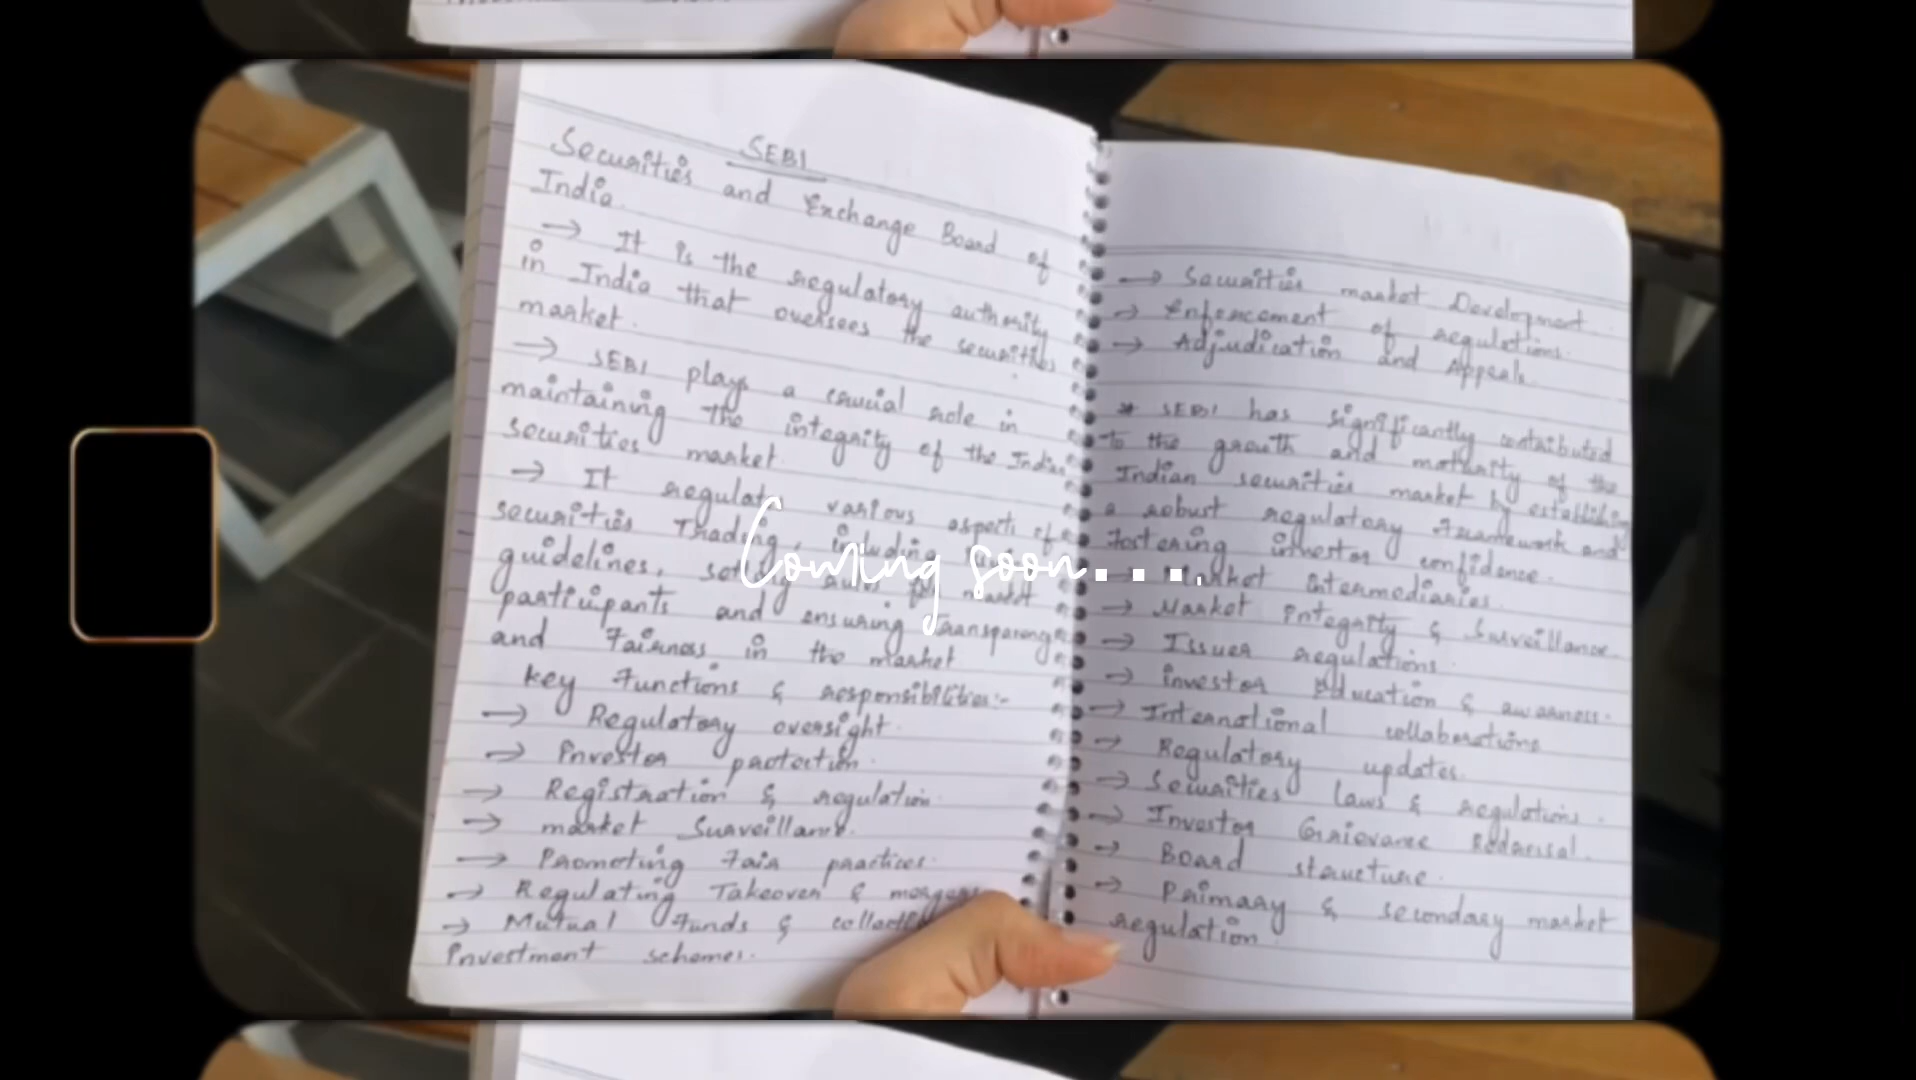 SEBI
Securities and Exchange Board of
India.
→ It is the regulatory authority
in India that oversees the securities
market.
→ SEBI plays a crucial role in
maintaining the integrity of the Indian
securities market.
→ It regulate various aspects of
securities Trading, including
guidelines, setting rules for market
participants and ensuring transparency
and Fairness in the market
key Functions & responsibilities:-
→ Regulatory oversight.
→ Investor protection.
→ Registration & regulation.
→ market Surveillance.
→ Promoting Fair practices.
→ Regulating Takeover & mergers
→ Mutual Funds &
Investment schemes.
→ Securities market Development.
→ Enforcement of regulations.
→ Adjudication and Appeals.
* SEBI has significantly contributed
to the growth and maturity of the
Indian securities market by establishing
a robust regulatory Framework and
fostering investor confidence.
→ Market intermediaries.
→ Market integrity & Surveillance.
→ Issuer regulations.
→ investor Education & awarness.
→ International collaborations
→ Regulatory updates.
→ Securities laws & regulations.
→ Investor Grievance Redressal.
→ Board structure.
→ Primary & secondary market
regulation.
Coming soon....